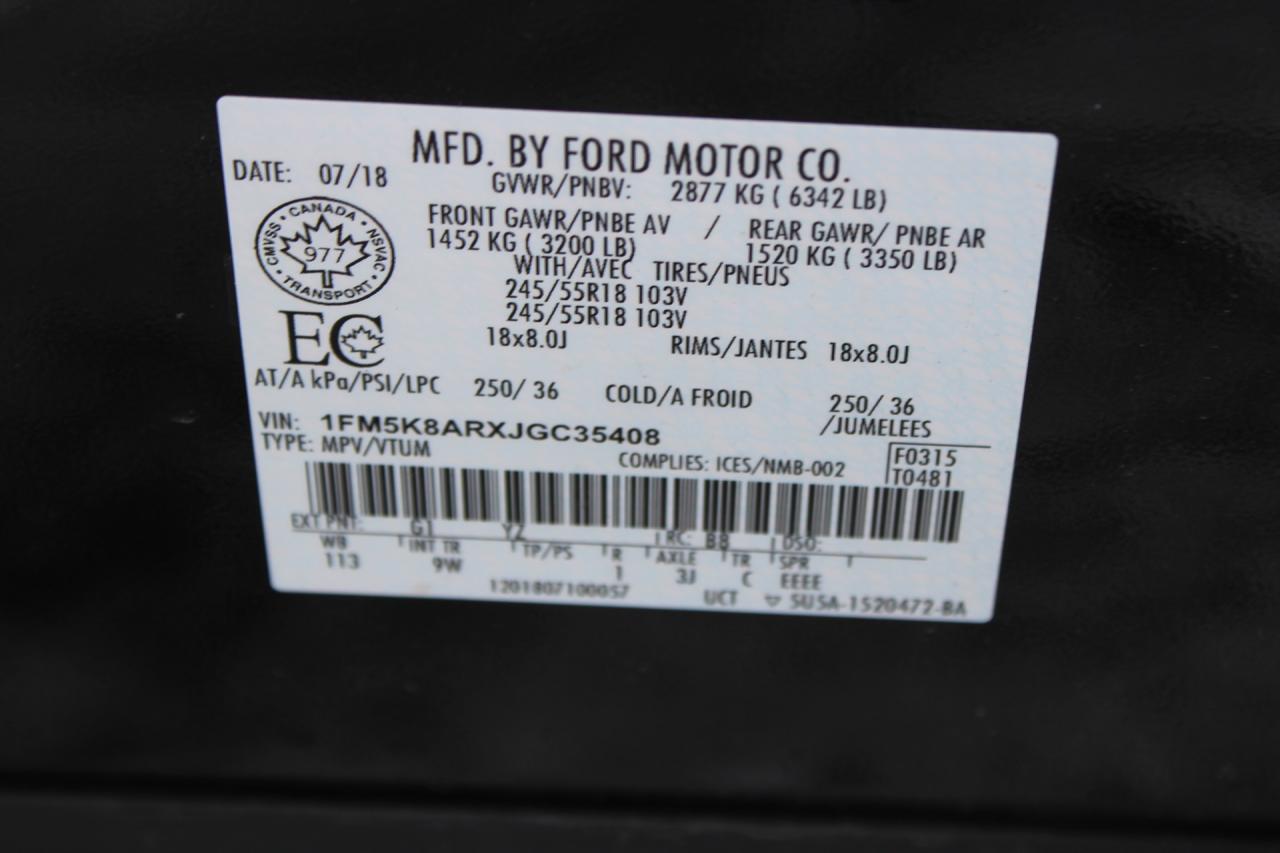 MFD. BY FORD MOTOR CO.
DATE: 07/18
GVWR/PNBV: 2877 KG ( 6342 LB)
FRONT GAWR/PNBE AV / REAR GAWR/ PNBE AR
1452 KG ( 3200 LB) 1520 KG ( 3350 LB)
WITH/AVEC TIRES/PNEUS
245/55R18 103V
245/55R18 103V
18x8.0J RIMS/JANTES 18x8.0J
CANADA
CMVSS 977 NSVAC
TRANSPORT
EC
AT/A kPa/PSI/LPC 250/ 36 COLD/A FROID 250/ 36
/JUMELEES
VIN: 1FM5K8ARXJGC35408
TYPE: MPV/VTUM
COMPLIES: ICES/NMB-002
F0315
T0481
EXT PNT: G1 YZ RC: B8 DSO:
WB INT TR TP/PS R AXLE TR SPR
113 9W 1 3J C EEEE
1201807100057 UCT 5U5A-1520472-BA